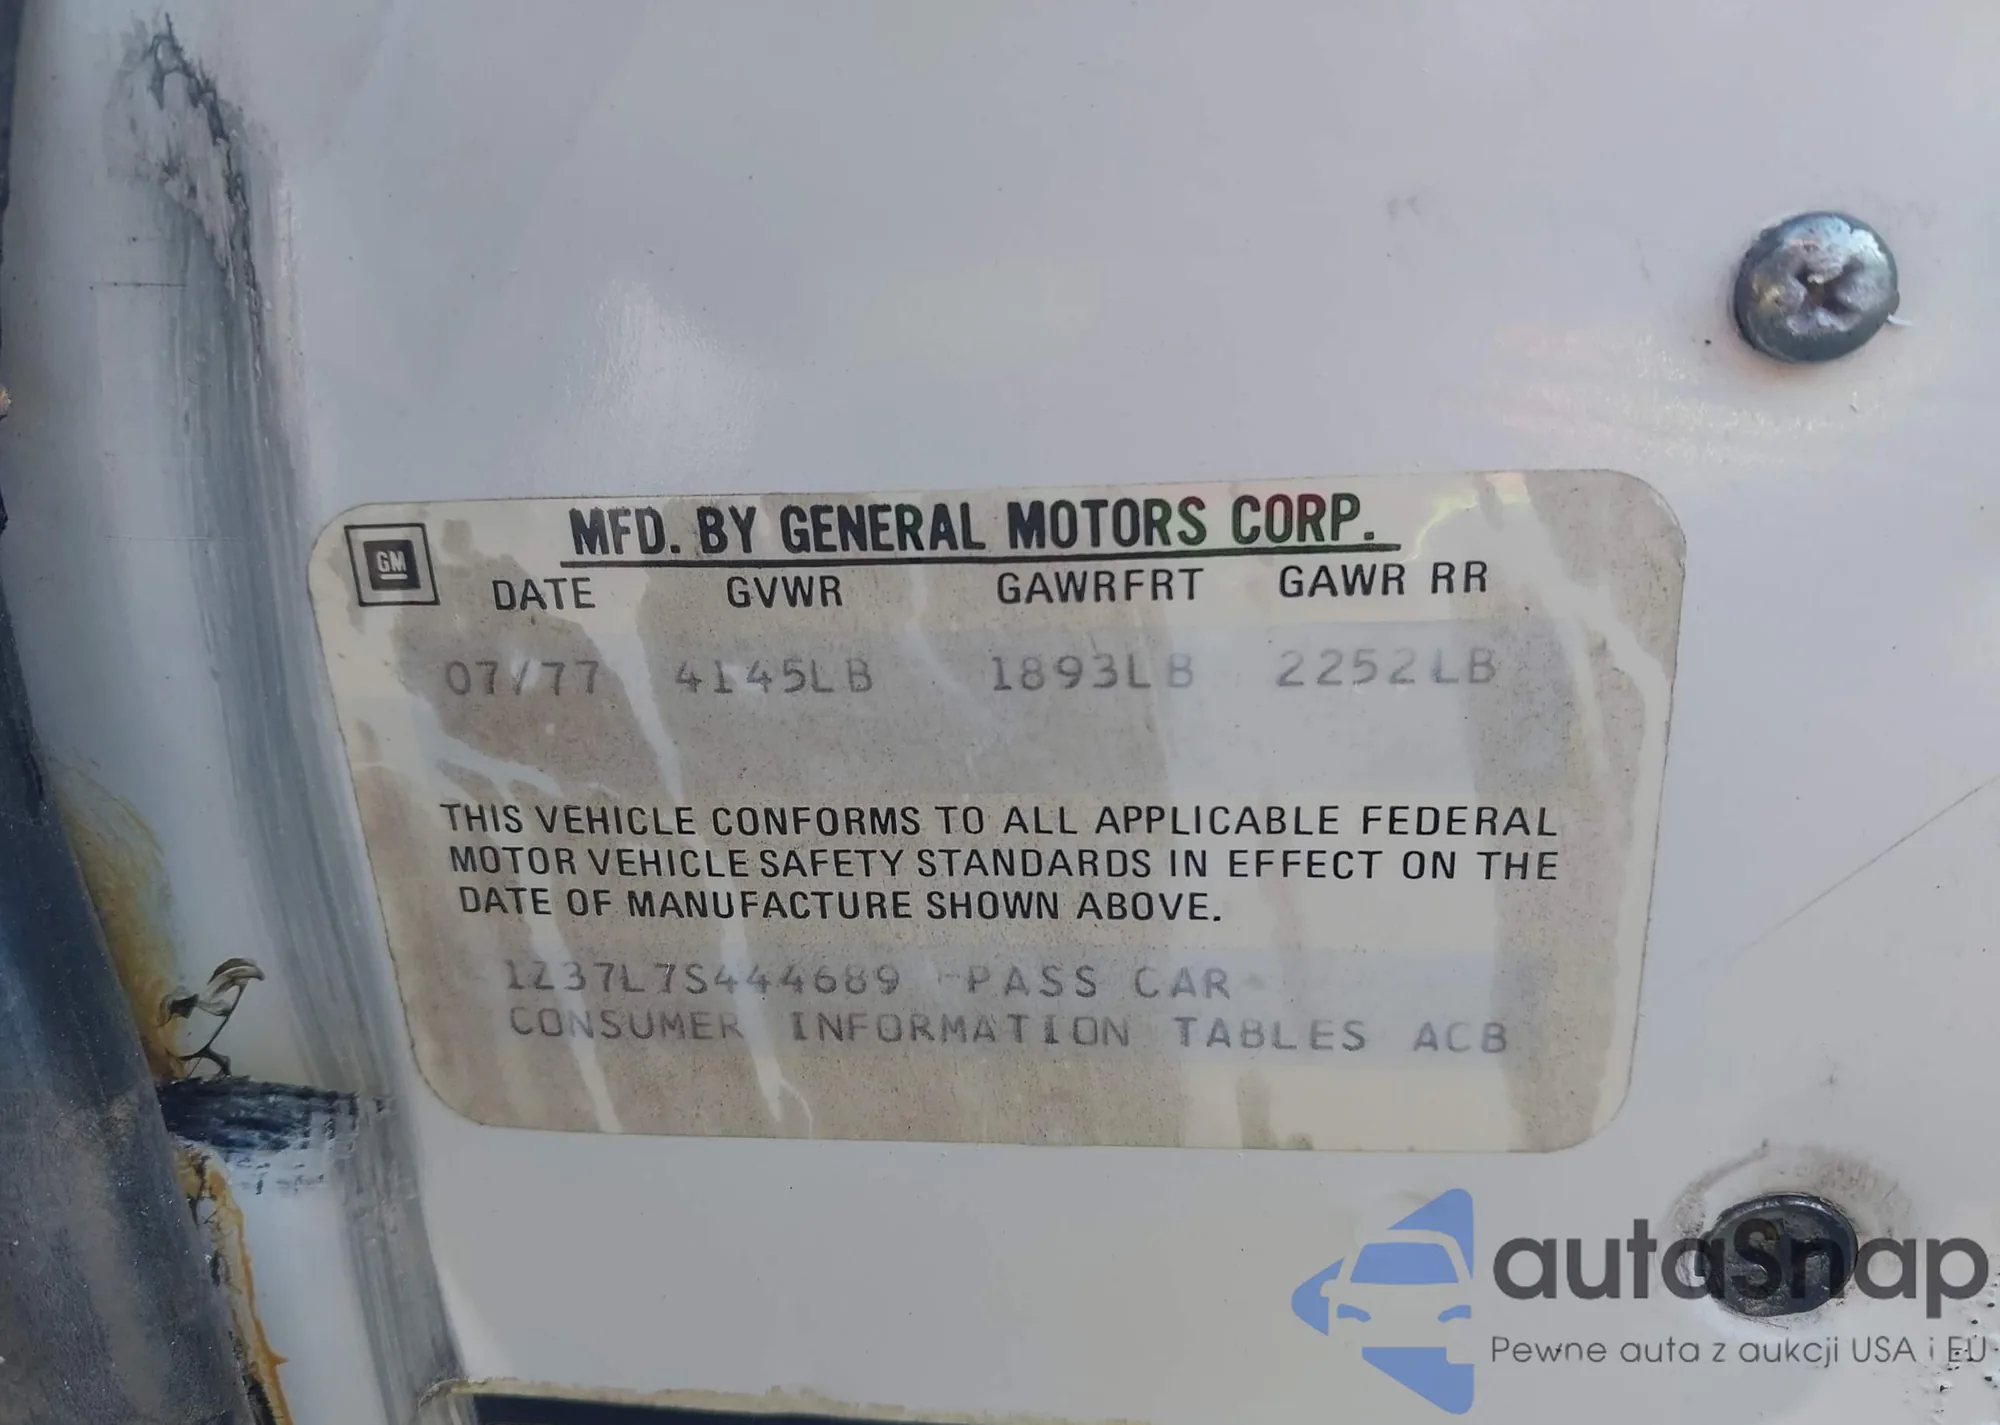 MFD. BY GENERAL MOTORS CORP.
GM
DATE GVWR GAWRFRT GAWR RR
07/77 4145LB 1893LB 2252LB
THIS VEHICLE CONFORMS TO ALL APPLICABLE FEDERAL
MOTOR VEHICLE SAFETY STANDARDS IN EFFECT ON THE
DATE OF MANUFACTURE SHOWN ABOVE.
1Z37L7S444689 PASS CAR
CONSUMER INFORMATION TABLES ACB
autaSnap
Pewne auta z aukcji USA i EU